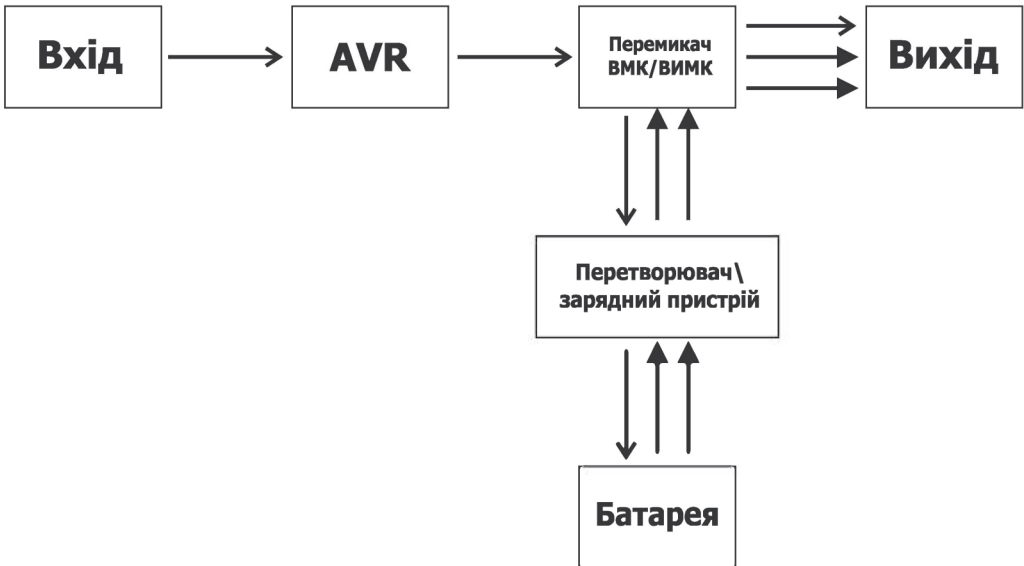 Вхід
AVR
Перемикач
ВМК/ВИМК
Вихід
Перетворювач\
зарядний пристрій
Батарея